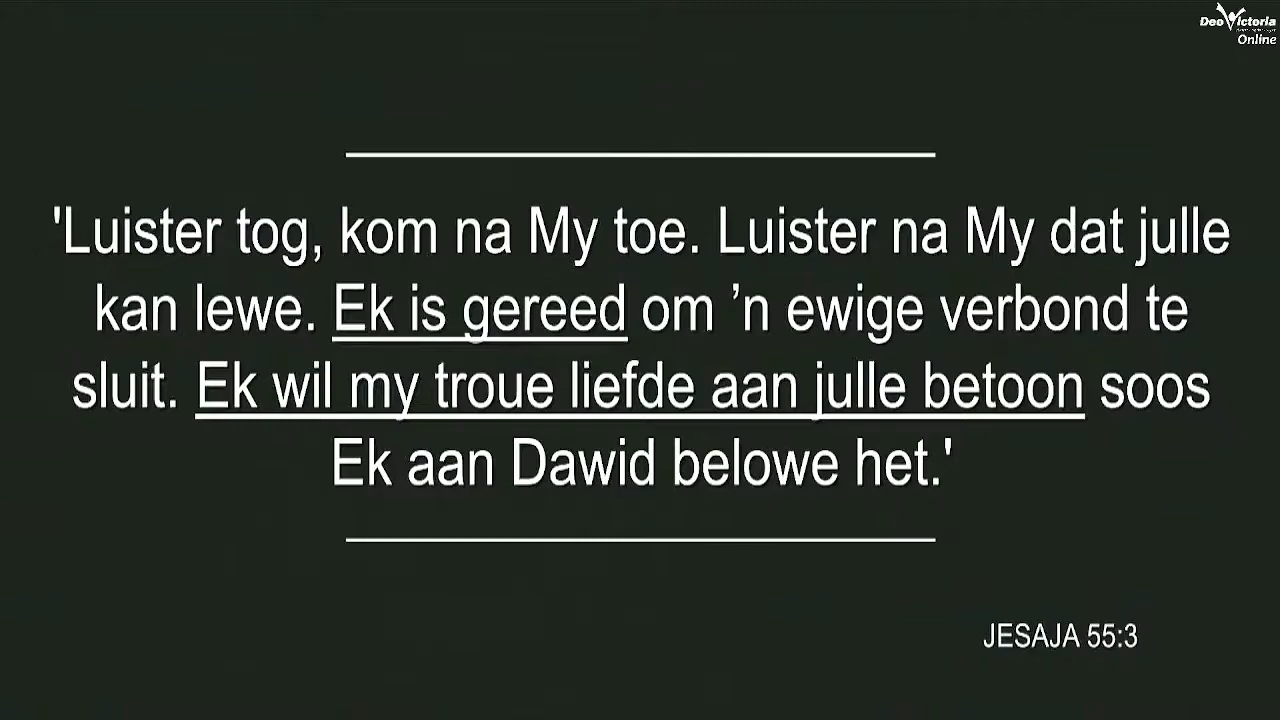 Deo Victoria
Online
'Luister tog, kom na My toe. Luister na My dat julle
kan lewe. Ek is gereed om ’n ewige verbond te
sluit. Ek wil my troue liefde aan julle betoon soos
Ek aan Dawid belowe het.'
JESAJA 55:3